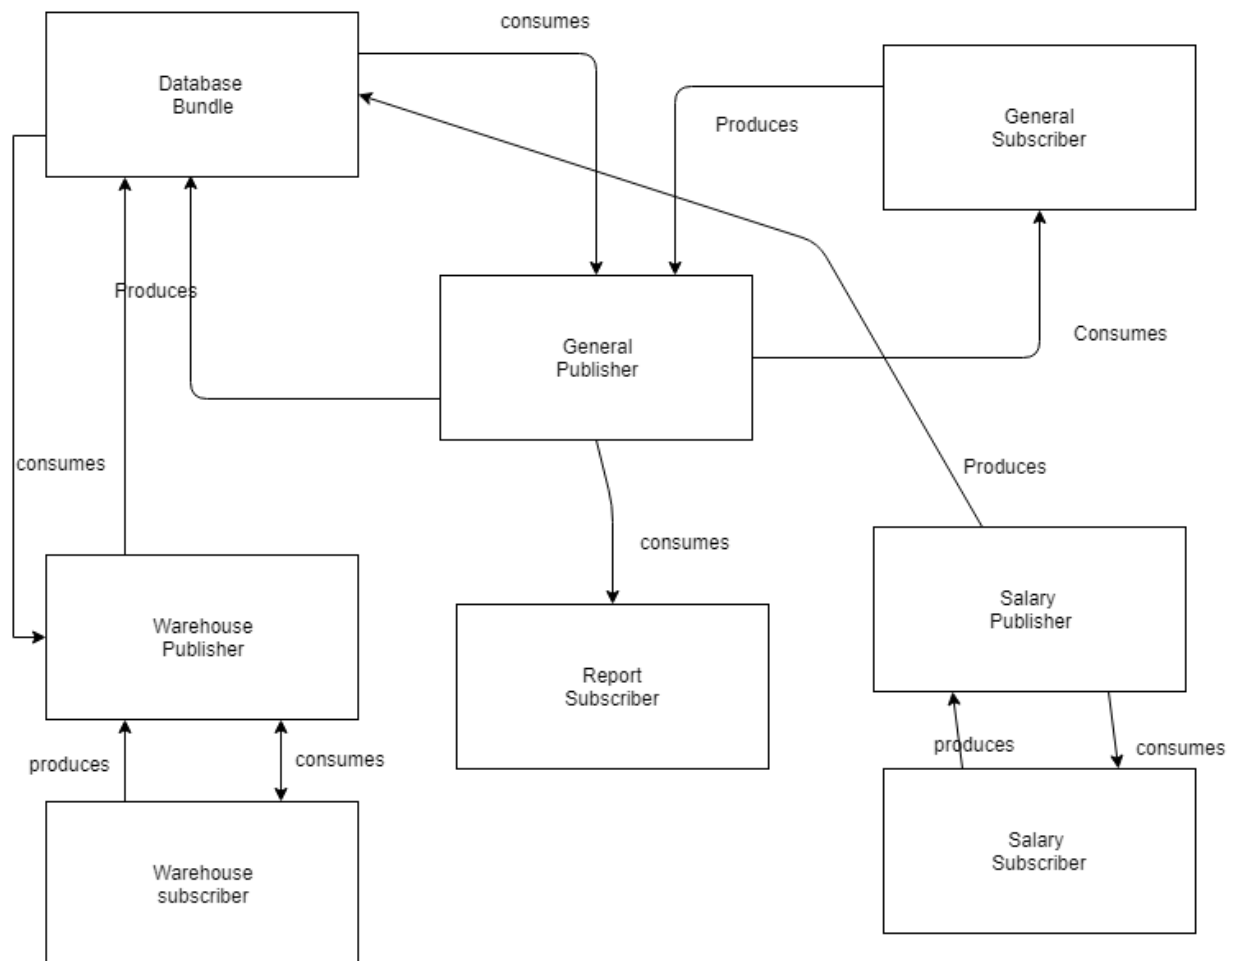 consumes
Database
Bundle
General
Subscriber
Produces
Produces
General
Publisher
Consumes
consumes
Produces
consumes
Warehouse
Publisher
Report
Subscriber
Salary
Publisher
produces
consumes
produces
consumes
Warehouse
subscriber
Salary
Subscriber